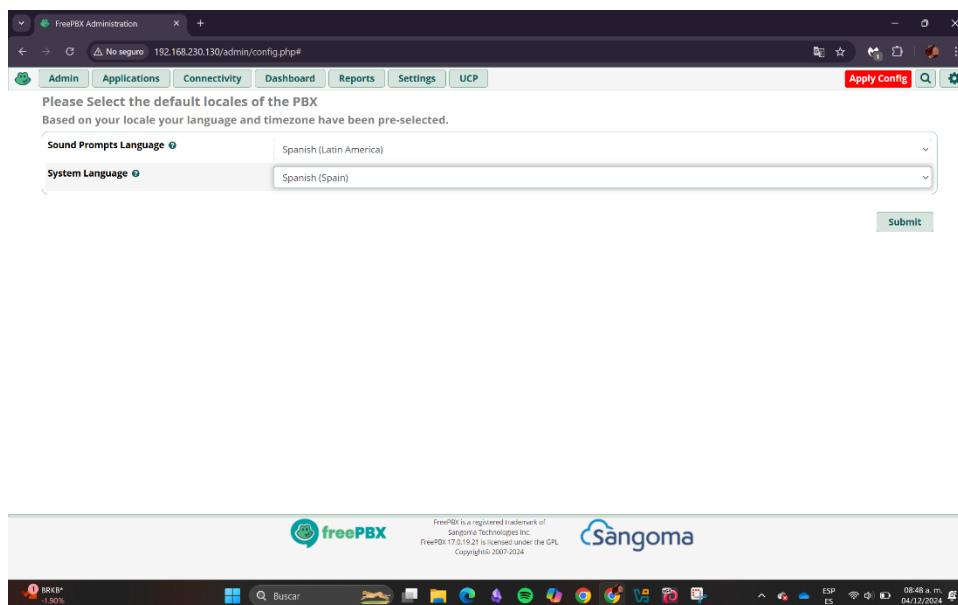 FreePBX Administration
No seguro 192.168.230.130/admin/config.php#
Admin Applications Connectivity Dashboard Reports Settings UCP Apply Config
Please Select the default locales of the PBX
Based on your locale your language and timezone have been pre-selected.
Sound Prompts Language Spanish (Latin America)
System Language Spanish (Spain)
Submit
freePBX
FreePBX is a registered trademark of
Sangoma Technologies Inc.
FreePBX 17.0.19.21 is licensed under the GPL
Copyright© 2007-2024
Sangoma
1 BRKB*
-1.90%
Buscar
ESP
ES
08:48 a. m.
04/12/2024